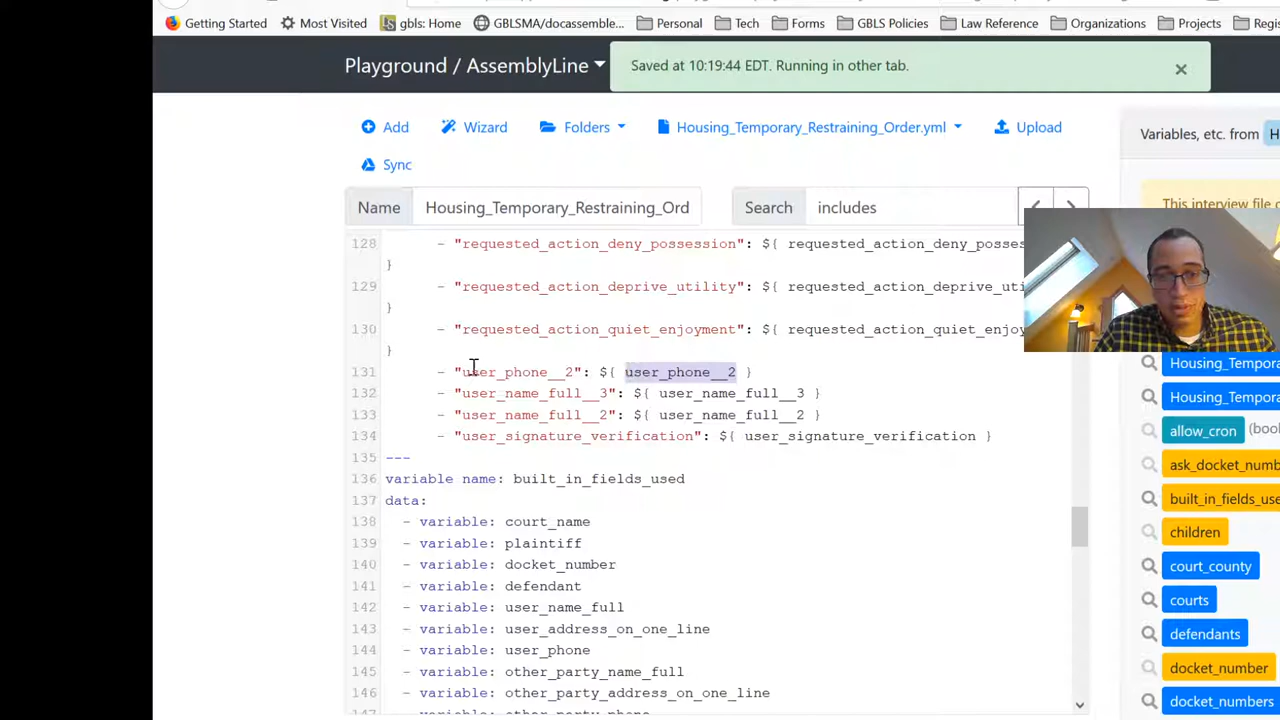 Getting Started Most Visited gbls: Home GBLSMA/docassemble... Personal Tech Forms GBLS Policies Law Reference Organizations Projects Regis
Playground / AssemblyLine
Saved at 10:19:44 EDT. Running in other tab. ×
Add Wizard Folders Housing_Temporary_Restraining_Order.yml Upload
Sync
Variables, etc. from H
This interview file o
Name Housing_Temporary_Restraining_Ord Search includes
128 - "requested_action_deny_possession": ${ requested_action_deny_posses
}
129 - "requested_action_deprive_utility": ${ requested_action_deprive_uti
}
130 - "requested_action_quiet_enjoyment": ${ requested_action_quiet_enjoy
}
131 - "user_phone__2": ${ user_phone__2 }
132 - "user_name_full__3": ${ user_name_full__3 }
133 - "user_name_full__2": ${ user_name_full__2 }
134 - "user_signature_verification": ${ user_signature_verification }
135 ---
136 variable name: built_in_fields_used
137 data:
138 - variable: court_name
139 - variable: plaintiff
140 - variable: docket_number
141 - variable: defendant
142 - variable: user_name_full
143 - variable: user_address_on_one_line
144 - variable: user_phone
145 - variable: other_party_name_full
146 - variable: other_party_address_on_one_line
147 - variable: other_party_phone
Housing_Tempora
Housing_Tempora
allow_cron (boo
ask_docket_numb
built_in_fields_use
children
court_county
courts
defendants
docket_number
docket_numbers